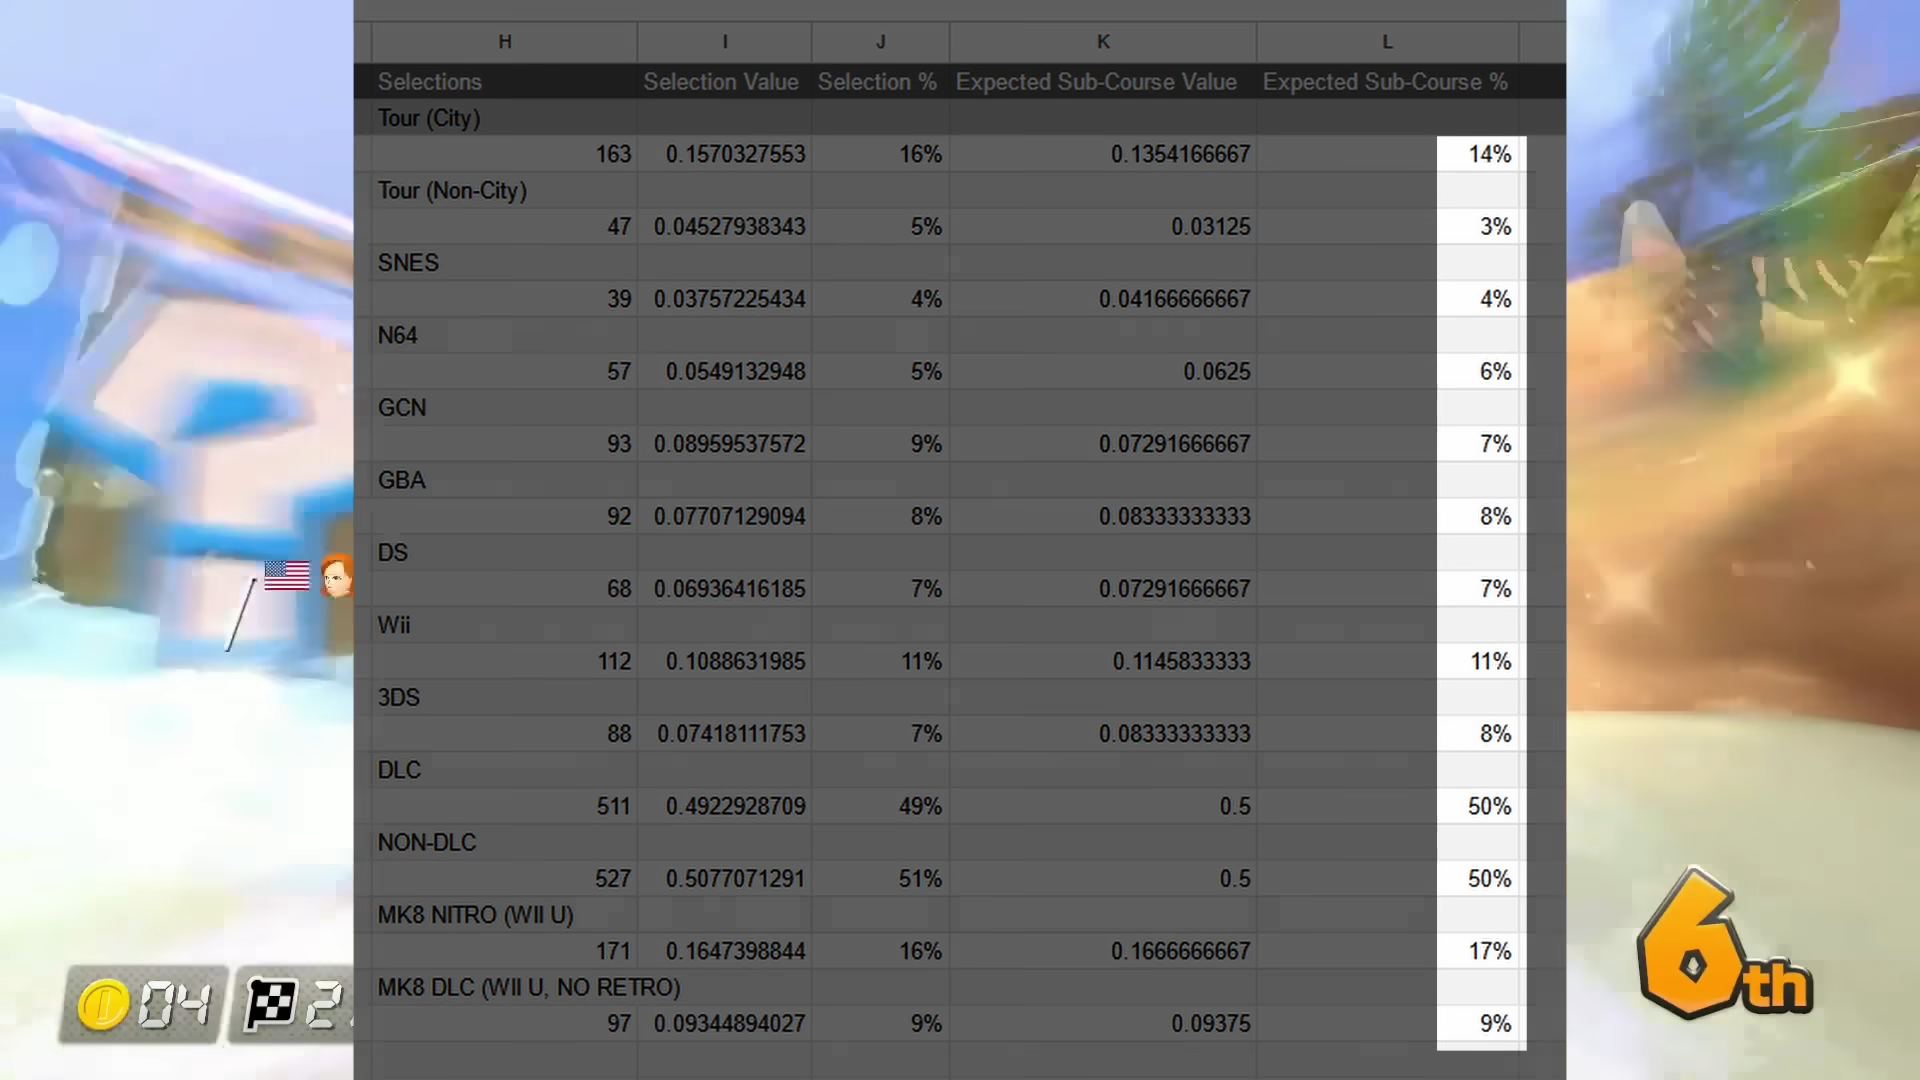 H I J K L
Selections Selection Value Selection % Expected Sub-Course Value Expected Sub-Course %
Tour (City)
163 0.1570327553 16% 0.1354166667 14%
Tour (Non-City)
47 0.04527938343 5% 0.03125 3%
SNES
39 0.03757225434 4% 0.04166666667 4%
N64
57 0.0549132948 5% 0.0625 6%
GCN
93 0.08959537572 9% 0.07291666667 7%
GBA
92 0.07707129094 8% 0.08333333333 8%
DS
68 0.06936416185 7% 0.07291666667 7%
Wii
112 0.1088631985 11% 0.1145833333 11%
3DS
88 0.07418111753 7% 0.08333333333 8%
DLC
511 0.4922928709 49% 0.5 50%
NON-DLC
527 0.5077071291 51% 0.5 50%
MK8 NITRO (WII U)
171 0.1647398844 16% 0.1666666667 17%
MK8 DLC (WII U, NO RETRO)
97 0.09344894027 9% 0.09375 9%
04 2
6th